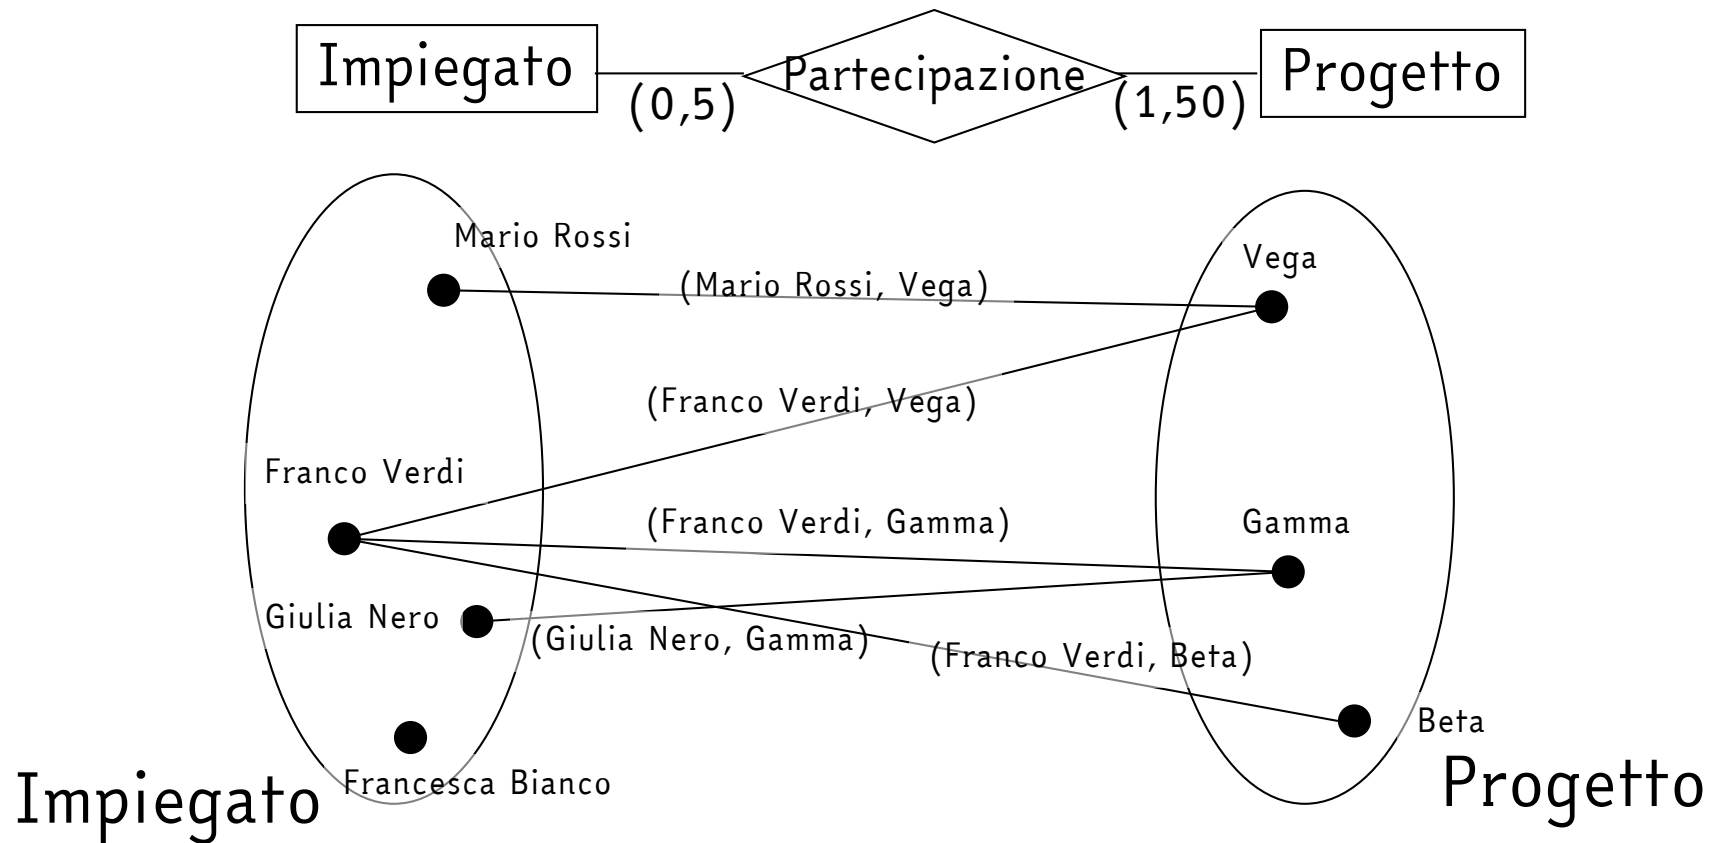 Impiegato
(0,5)
Partecipazione
(1,50)
Progetto
Mario Rossi
Vega
(Mario Rossi, Vega)
(Franco Verdi, Vega)
Franco Verdi
(Franco Verdi, Gamma)
Gamma
Giulia Nero
(Giulia Nero, Gamma)
(Franco Verdi, Beta)
Beta
Francesca Bianco
Impiegato
Progetto